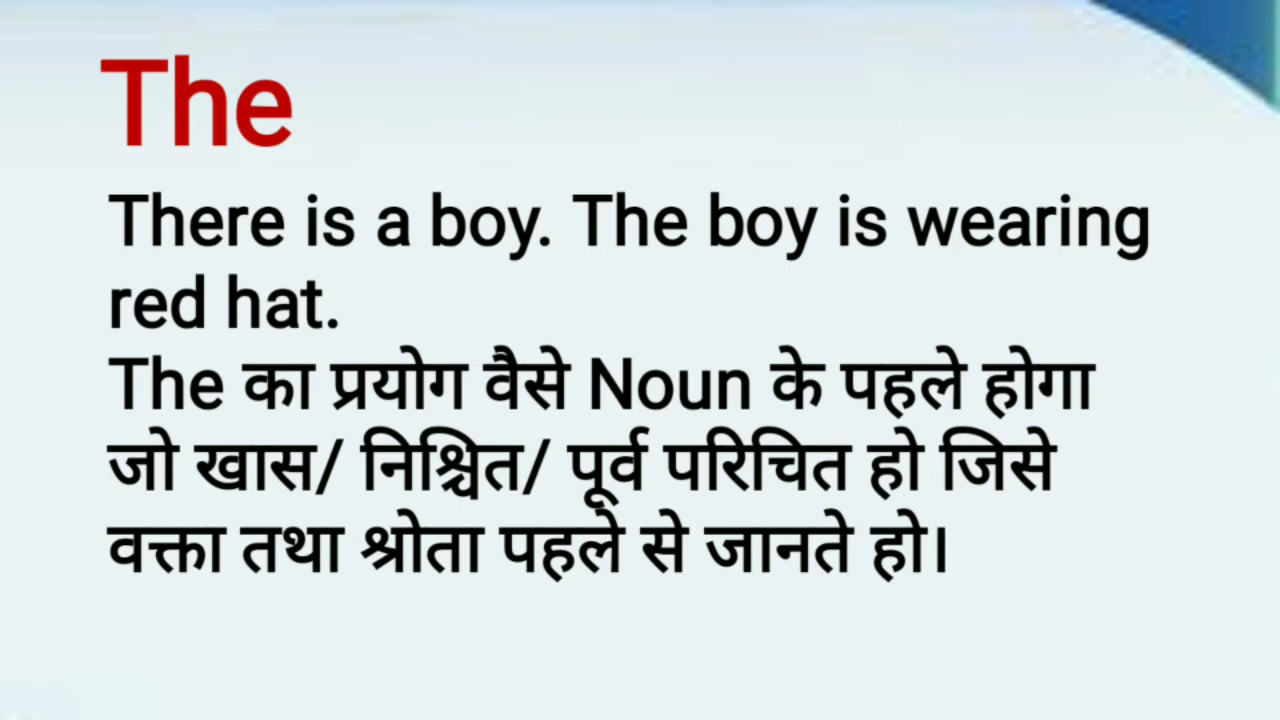 The
There is a boy. The boy is wearing
red hat.
The का प्रयोग वैसे Noun के पहले होगा
जो खास/ निश्चित/ पूर्व परिचित हो जिसे
वक्ता तथा श्रोता पहले से जानते हो।